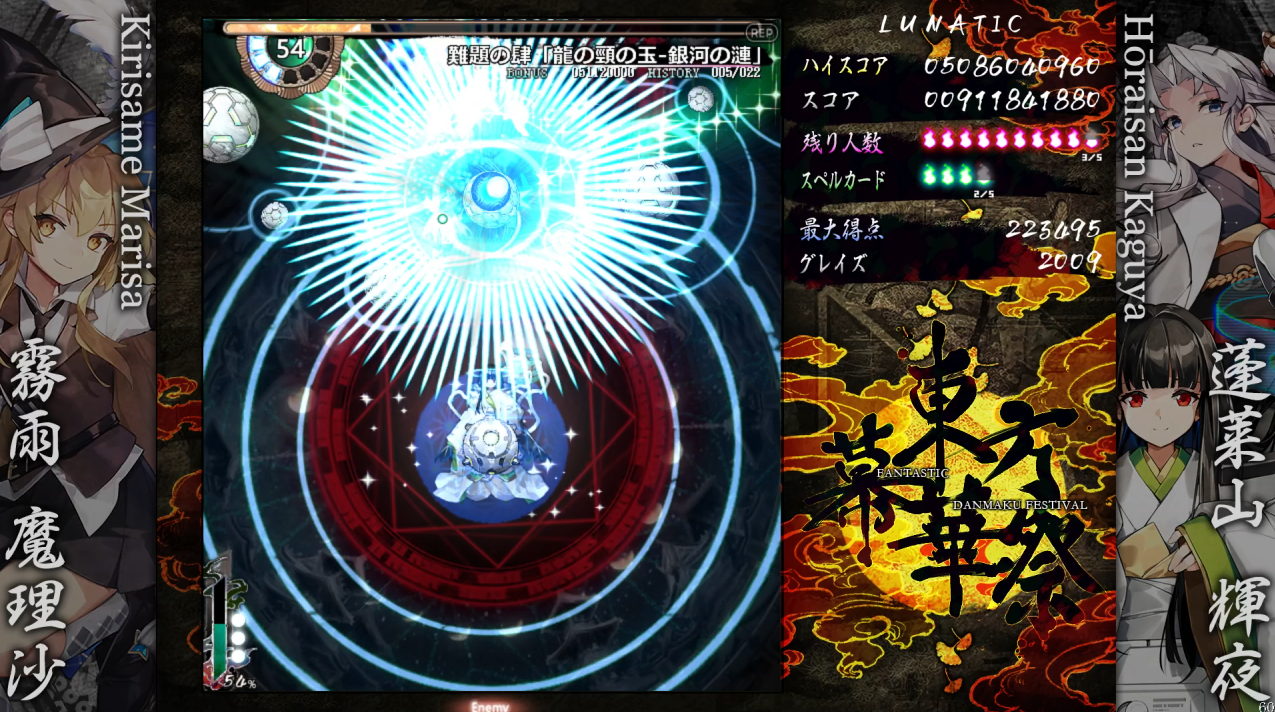 Kirisame Marisa
霧雨 魔理沙
REP
54
難題の肆「龍の頸の玉-銀河の漣」
BONUS 051120000 HISTORY 005/022
54%
Enemy
LUNATIC
ハイスコア 05086040960
スコア 00911841880
残り人数
3/5
スペルカード
2/5
最大得点 223495
グレイズ 2009
東方
幕華祭
FANTASTIC
DANMAKU FESTIVAL
Hōraisan Kaguya
蓬莱山 輝夜
60